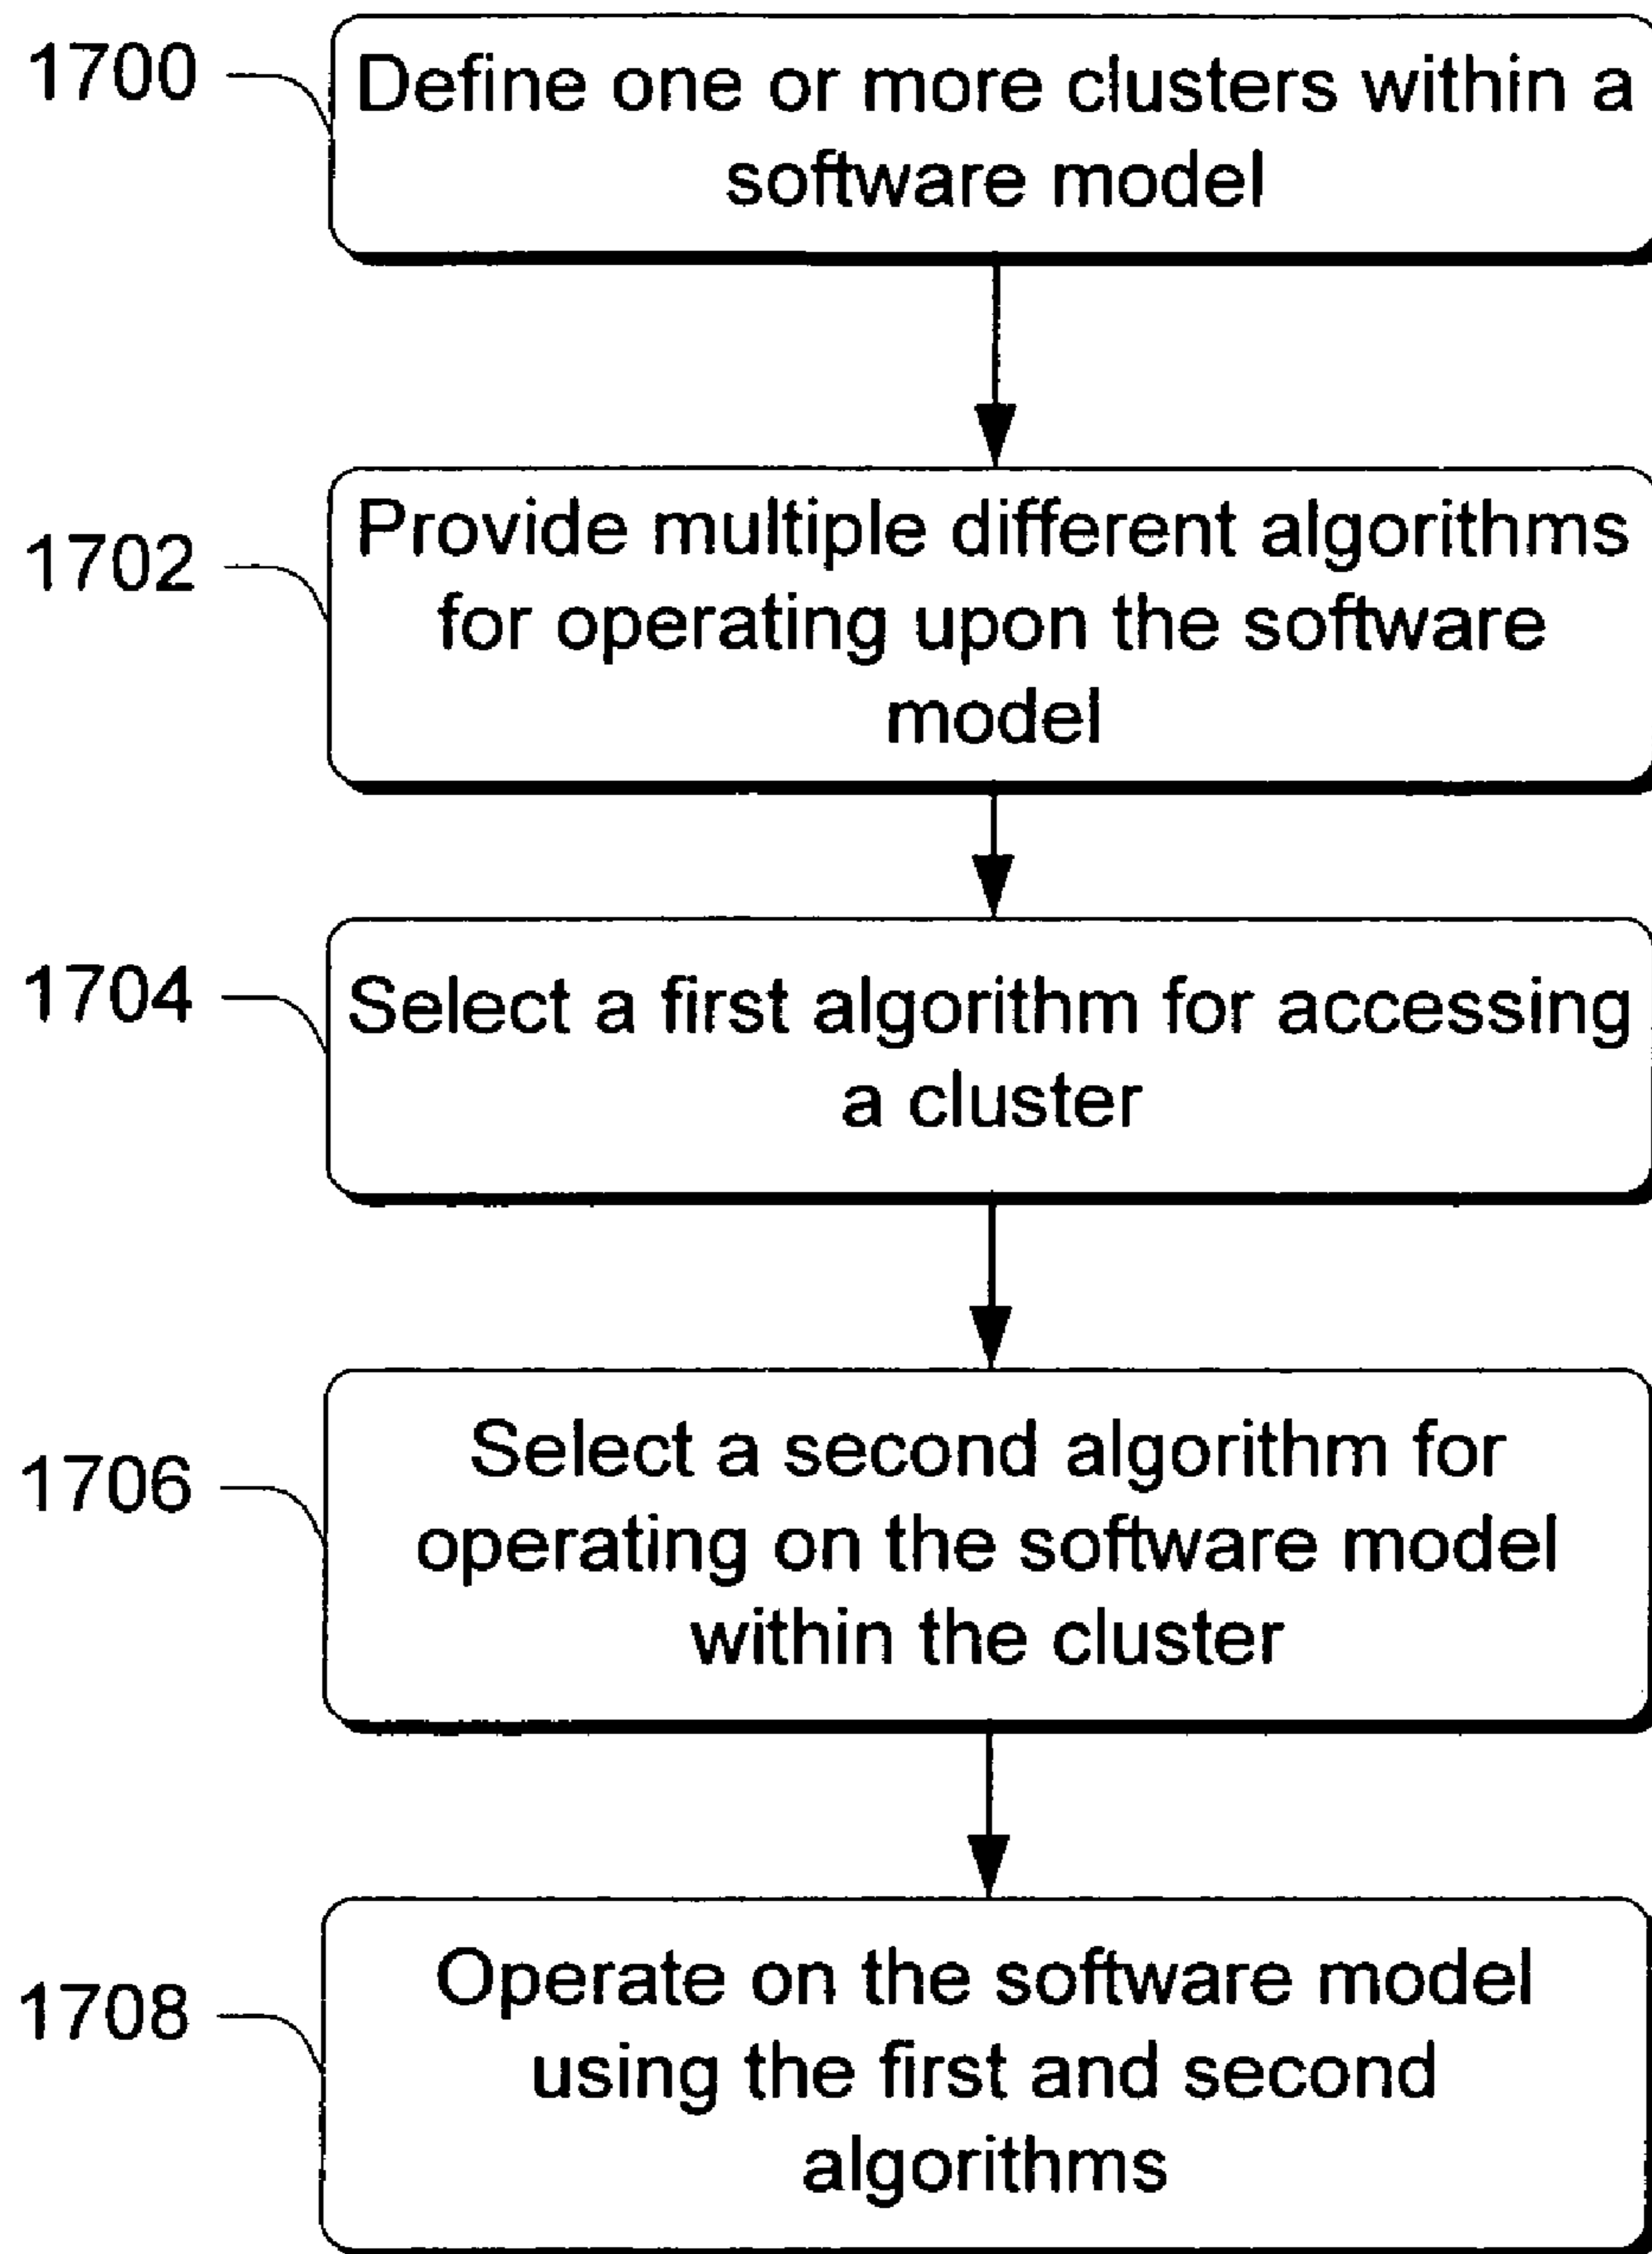 1700
Define one or more clusters within a
software model
1702
Provide multiple different algorithms
for operating upon the software
model
1704
Select a first algorithm for accessing
a cluster
1706
Select a second algorithm for
operating on the software model
within the cluster
1708
Operate on the software model
using the first and second
algorithms